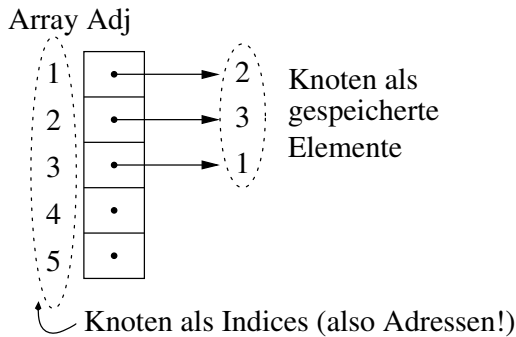 Array Adj
1
2
3
4
5
2
3
1
Knoten als
gespeicherte
Elemente
Knoten als Indices (also Adressen!)